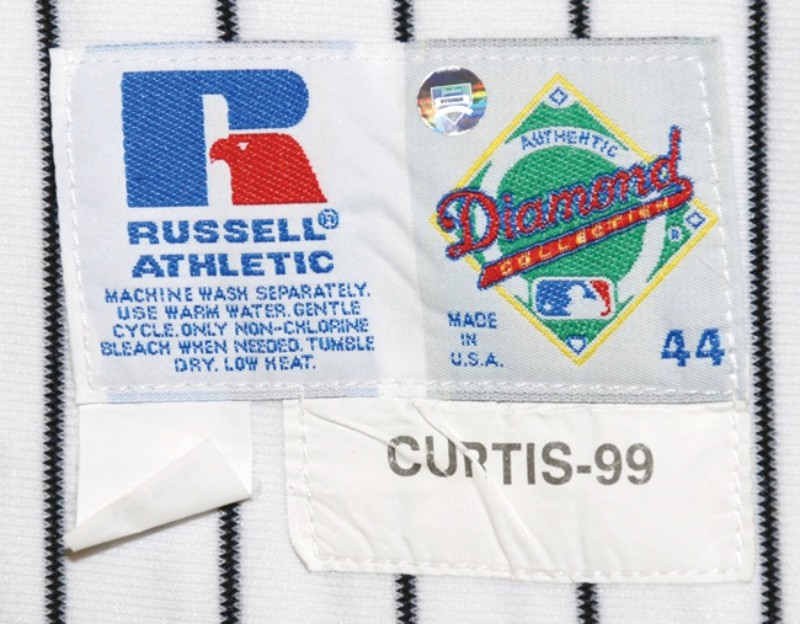 R
RUSSELL®
ATHLETIC
MACHINE WASH SEPARATELY.
USE WARM WATER. GENTLE
CYCLE. ONLY NON-CHLORINE
BLEACH WHEN NEEDED. TUMBLE
DRY. LOW HEAT.
AUTHENTIC
Diamond
COLLECTION
®
MADE
IN
U.S.A.
44
CURTIS-99